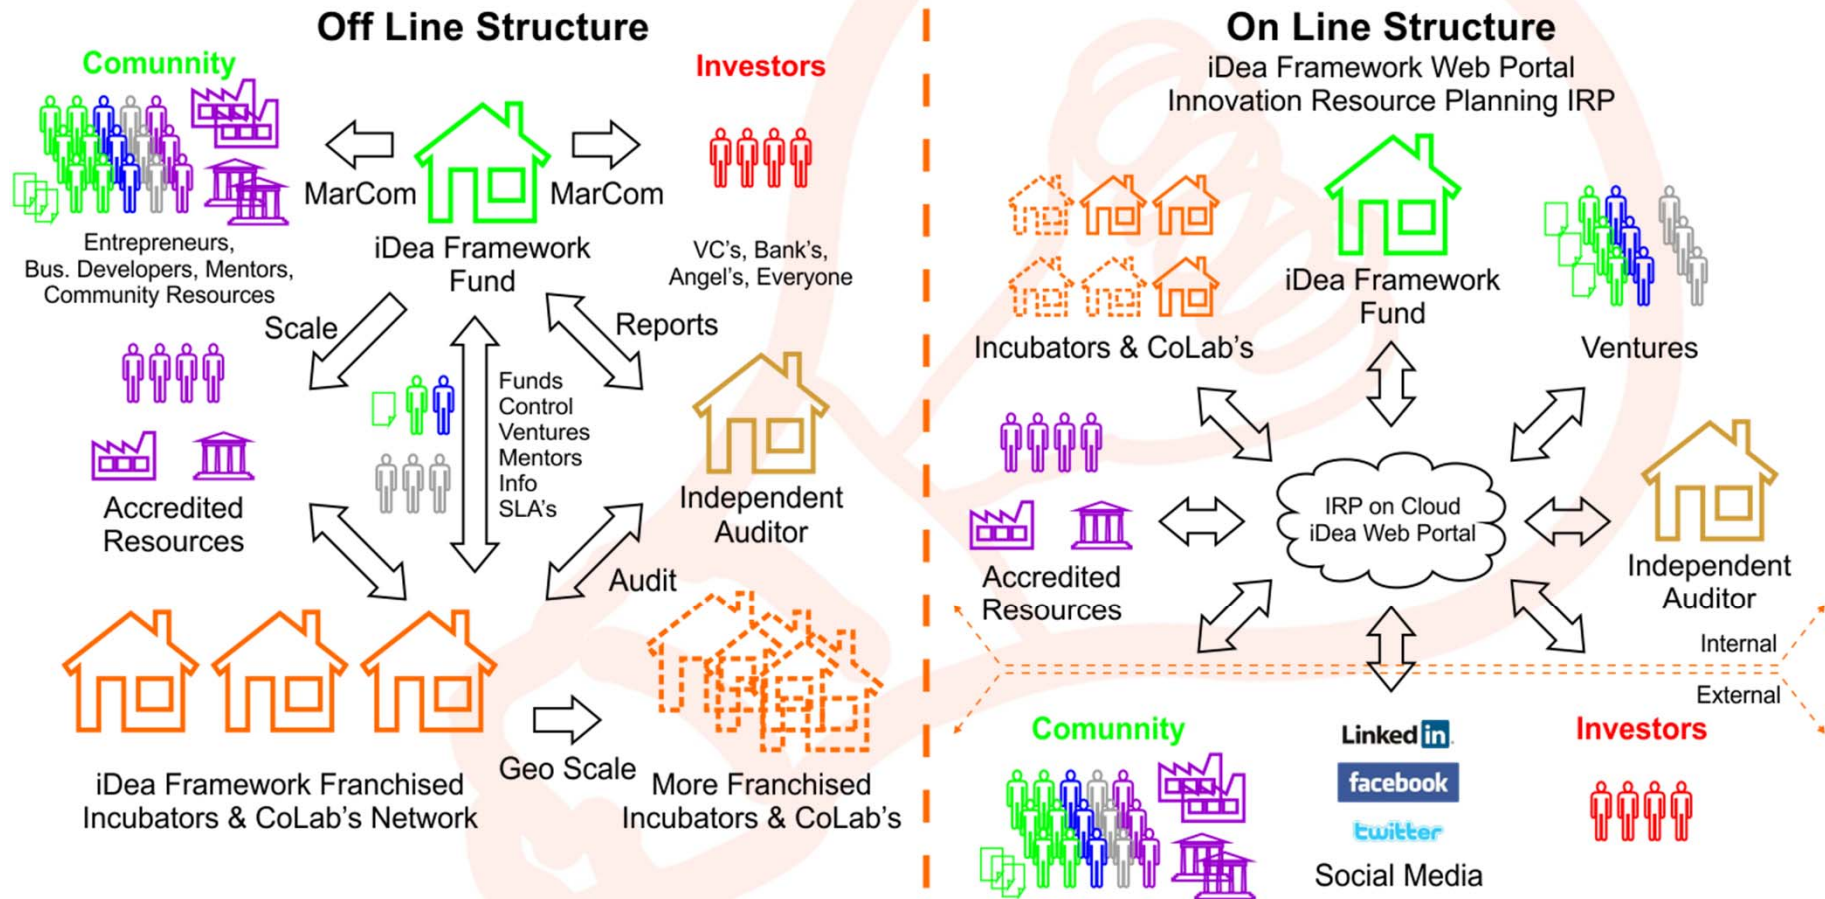 Off Line Structure
Comunnity
Investors
MarCom
MarCom
Entrepreneurs,
Bus. Developers, Mentors,
Community Resources
iDea Framework
Fund
VC's, Bank's,
Angel's, Everyone
Scale
Reports
Funds
Control
Ventures
Mentors
Info
SLA's
Accredited
Resources
Independent
Auditor
Audit
iDea Framework Franchised
Incubators & CoLab's Network
Geo Scale
More Franchised
Incubators & CoLab's
On Line Structure
iDea Framework Web Portal
Innovation Resource Planning IRP
iDea Framework
Fund
Incubators & CoLab's
Ventures
IRP on Cloud
iDea Web Portal
Accredited
Resources
Independent
Auditor
Internal
External
Comunnity
Linked in
facebook
twitter
Social Media
Investors